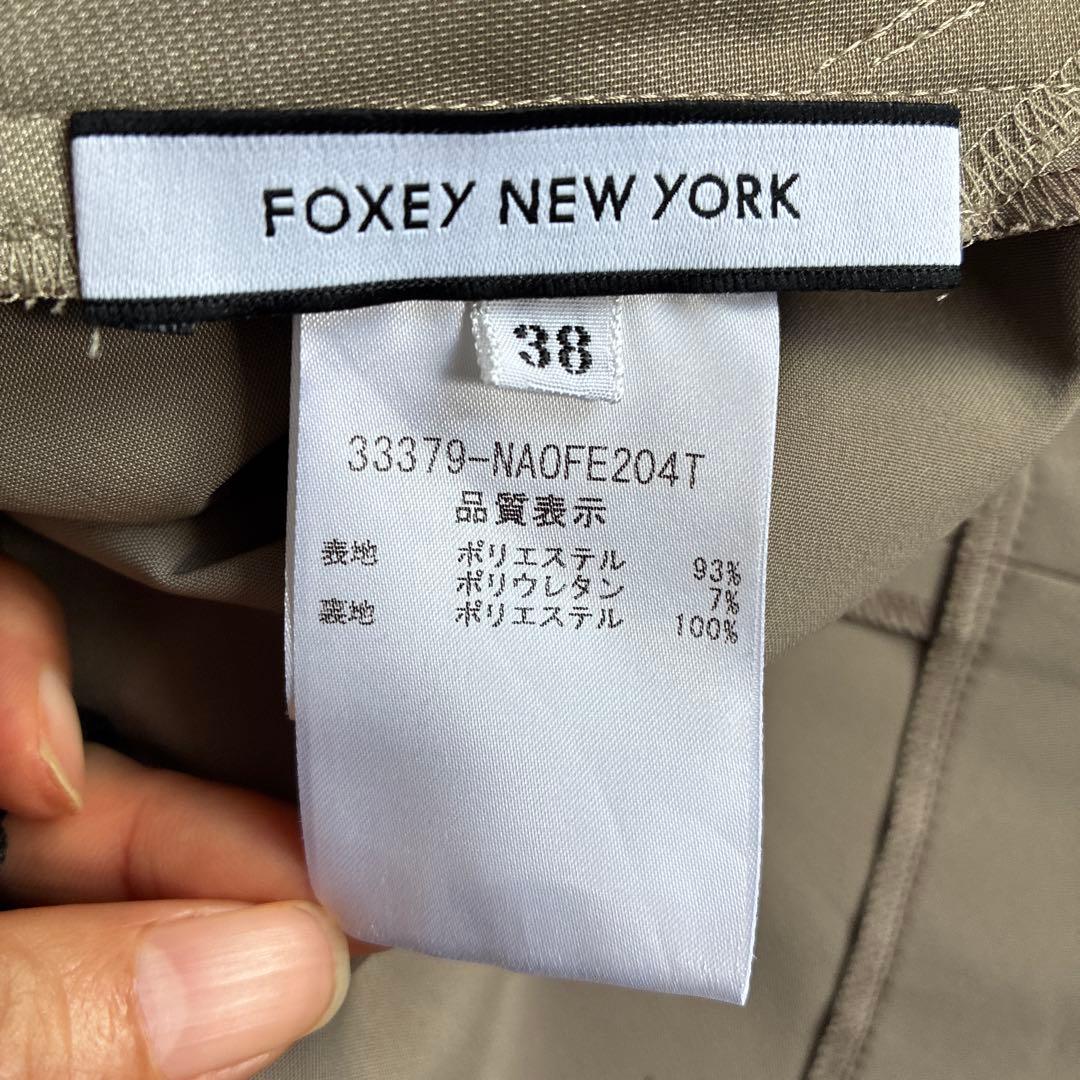 FOXEY NEW YORK
38
33379-NAOFE204T
品質表示
表地 ポリエステル 93%
ポリウレタン 7%
裏地 ポリエステル 100%